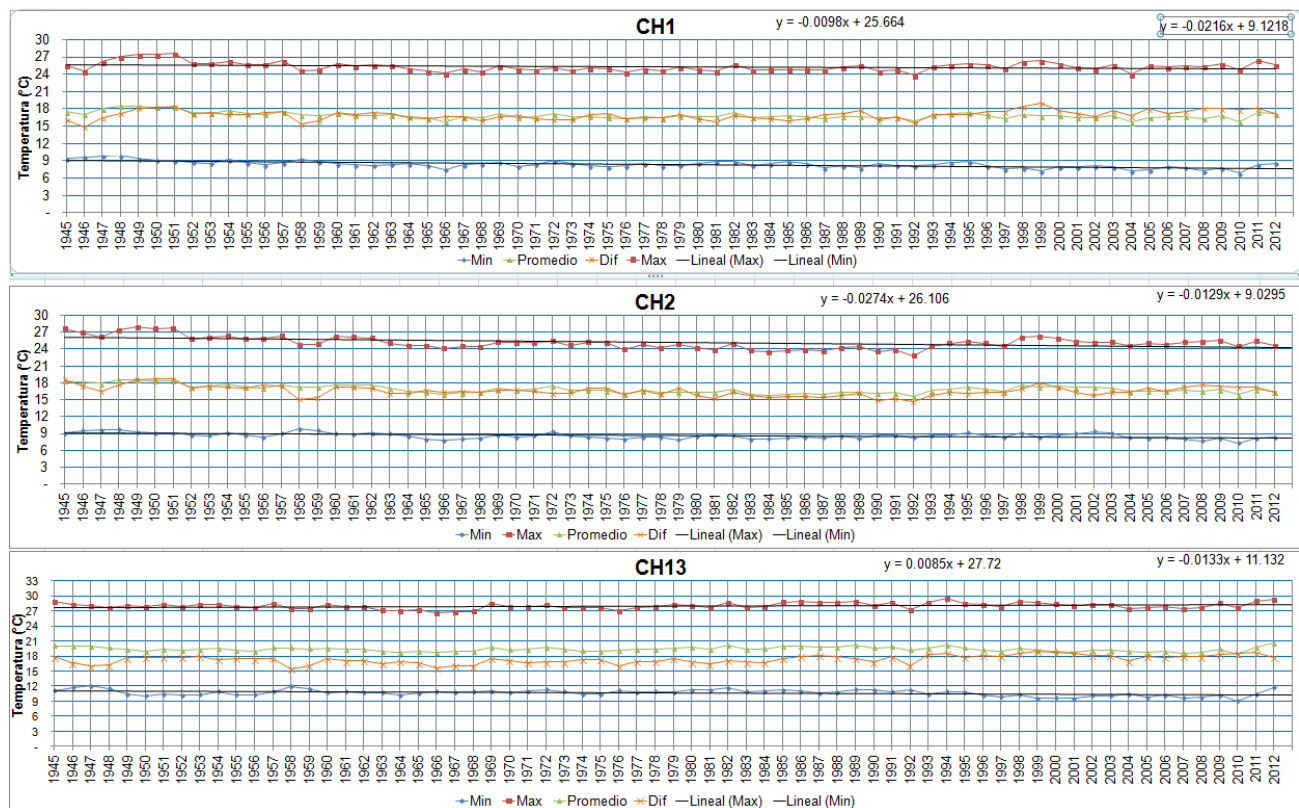 CH1
y = -0.0098x + 25.664
y = -0.0216x + 9.1218
Temperatura (°C)
30
27
24
21
18
15
12
9
6
3
-
1945 1946 1947 1948 1949 1950 1951 1952 1953 1954 1955 1956 1957 1958 1959 1960 1961 1962 1963 1964 1965 1966 1967 1968 1969 1970 1971 1972 1973 1974 1975 1976 1977 1978 1979 1980 1981 1982 1983 1984 1985 1986 1987 1988 1989 1990 1991 1992 1993 1994 1995 1996 1997 1998 1999 2000 2001 2002 2003 2004 2005 2006 2007 2008 2009 2010 2011 2012
Min Promedio Dif Max Lineal (Max) Lineal (Min)
CH2
y = -0.0274x + 26.106
y = -0.0129x + 9.0295
Temperatura (°C)
30
27
24
21
18
15
12
9
6
3
-
1945 1946 1947 1948 1949 1950 1951 1952 1953 1954 1955 1956 1957 1958 1959 1960 1961 1962 1963 1964 1965 1966 1967 1968 1969 1970 1971 1972 1973 1974 1975 1976 1977 1978 1979 1980 1981 1982 1983 1984 1985 1986 1987 1988 1989 1990 1991 1992 1993 1994 1995 1996 1997 1998 1999 2000 2001 2002 2003 2004 2005 2006 2007 2008 2009 2010 2011 2012
Min Max Promedio Dif Lineal (Max) Lineal (Min)
CH13
y = 0.0085x + 27.72
y = -0.0133x + 11.132
Temperatura (°C)
33
30
27
24
21
18
15
12
9
6
3
-
1945 1946 1947 1948 1949 1950 1951 1952 1953 1954 1955 1956 1957 1958 1959 1960 1961 1962 1963 1964 1965 1966 1967 1968 1969 1970 1971 1972 1973 1974 1975 1976 1977 1978 1979 1980 1981 1982 1983 1984 1985 1986 1987 1988 1989 1990 1991 1992 1993 1994 1995 1996 1997 1998 1999 2000 2001 2002 2003 2004 2005 2006 2007 2008 2009 2010 2011 2012
Min Max Promedio Dif Lineal (Max) Lineal (Min)